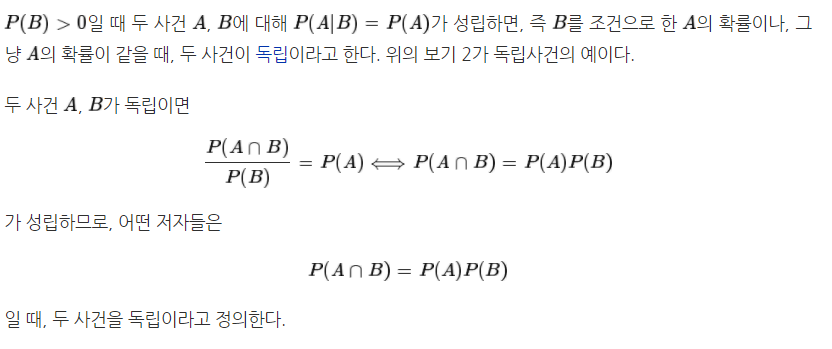 P(B) > 0일 때 두 사건 A, B에 대해 P(A|B) = P(A)가 성립하면, 즉 B를 조건으로 한 A의 확률이나, 그
냥 A의 확률이 같을 때, 두 사건이 독립이라고 한다. 위의 보기 2가 독립사건의 예이다.
두 사건 A, B가 독립이면
P(A ∩ B) / P(B) = P(A) ⟺ P(A ∩ B) = P(A)P(B)
가 성립하므로, 어떤 저자들은
P(A ∩ B) = P(A)P(B)
일 때, 두 사건을 독립이라고 정의한다.